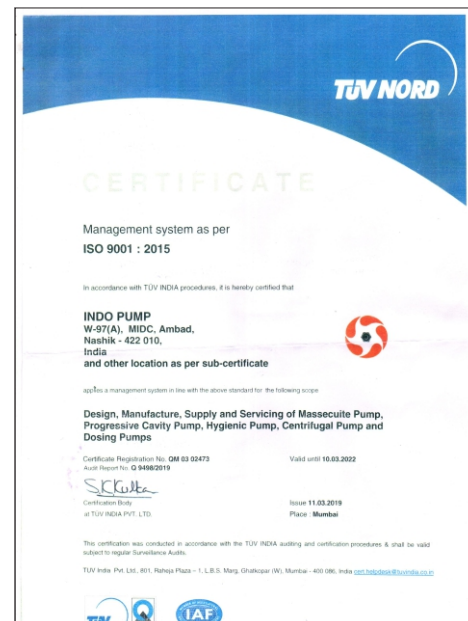 TÜV NORD
CERTIFICATE
Management system as per
ISO 9001 : 2015
In accordance with TÜV INDIA procedures, it is hereby certified that
INDO PUMP
W-97(A), MIDC, Ambad,
Nashik - 422 010,
India
and other location as per sub-certificate
applies a management system in line with the above standard for the following scope
Design, Manufacture, Supply and Servicing of Massecuite Pump,
Progressive Cavity Pump, Hygienic Pump, Centrifugal Pump and
Dosing Pumps
Certificate Registration No. QM 03 02473
Audit Report No. Q 9498/2019
Valid until 10.03.2022
Certification Body
at TÜV INDIA PVT. LTD.
Issue 11.03.2019
Place : Mumbai
This certification was conducted in accordance with the TÜV INDIA auditing and certification procedures & shall be valid
subject to regular Surveillance Audits.
TÜV India Pvt. Ltd., 801, Raheja Plaza – 1, L.B.S. Marg, Ghatkopar (W), Mumbai - 400 086, India cert.helpdesk@tuvindia.co.in
TÜV
IAF